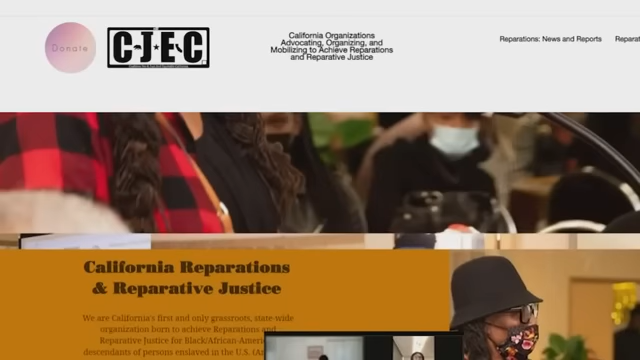 Donate
CJEC
California Organizations
Advocating, Organizing, and
Mobilizing to Achieve Reparations
and Reparative Justice
Reparations: News and Reports
California Reparations
& Reparative Justice
We are California's first and only grassroots, state-wide
organization born to achieve Reparations and
Reparative Justice for Black/African-Americ
descendants of persons enslaved in the U.S.